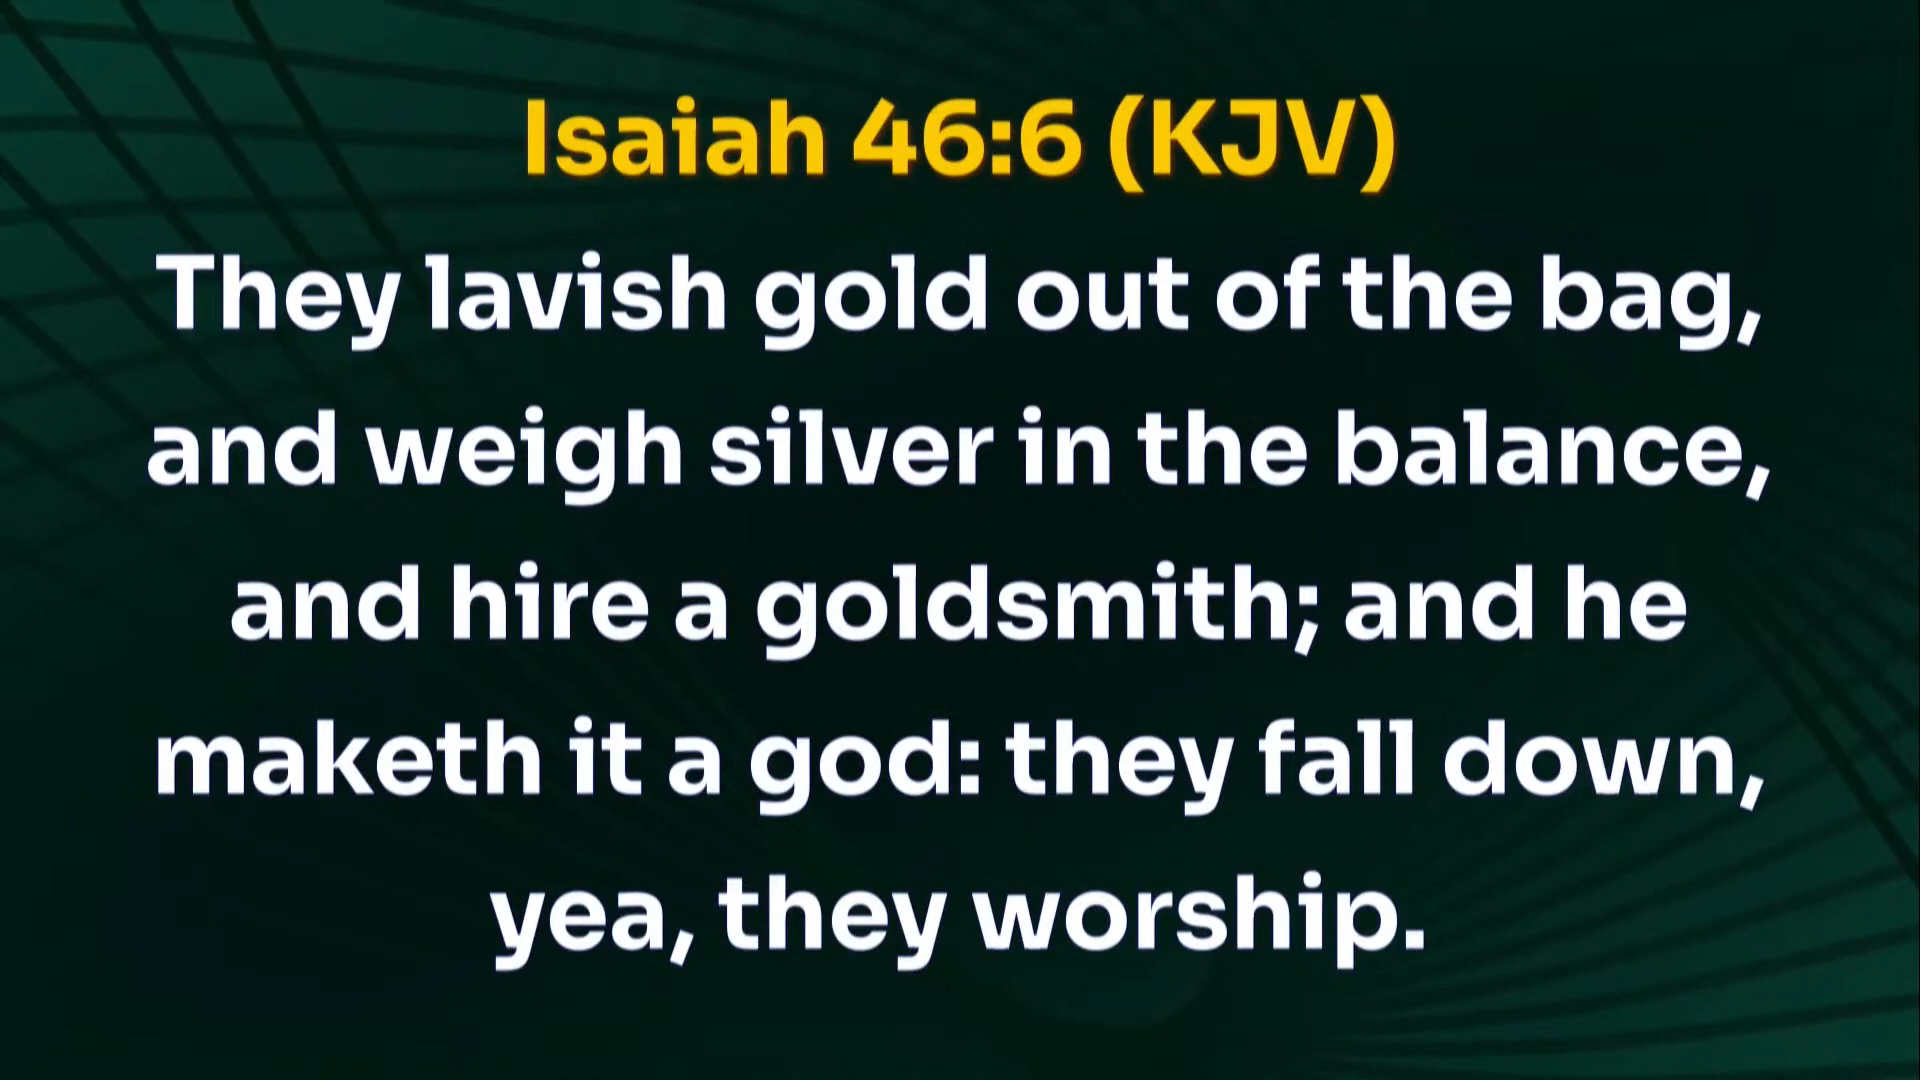 Isaiah 46:6 (KJV)
They lavish gold out of the bag,
and weigh silver in the balance,
and hire a goldsmith; and he
maketh it a god: they fall down,
yea, they worship.